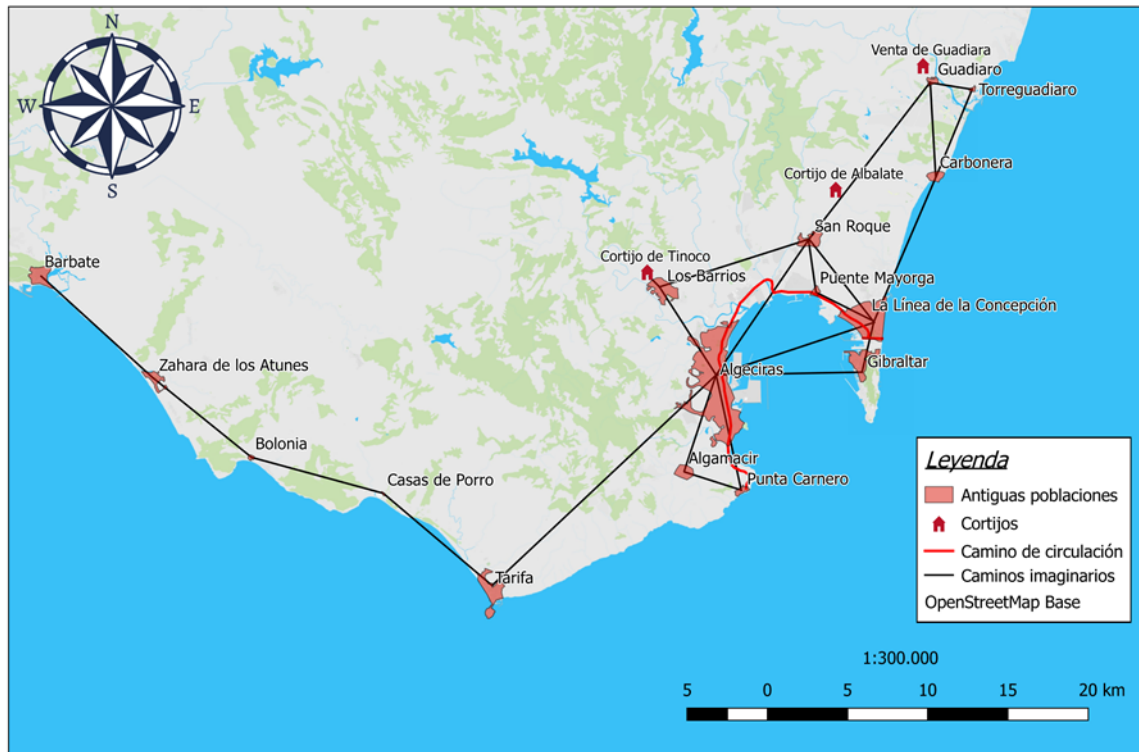 N
W
E
S
Venta de Guadiara
Guadiaro
Torreguadiaro
Cortijo de Albalate
Carbonera
San Roque
Cortijo de Tinoco
Los Barrios
Puente Mayorga
La Línea de la Concepción
Barbate
Zahara de los Atunes
Algeciras
Gibraltar
Bolonia
Algamacir
Casas de Porro
Punta Carnero
Tarifa
Leyenda
Antiguas poblaciones
Cortijos
Camino de circulación
Caminos imaginarios
OpenStreetMap Base
1:300.000
5 0 5 10 15 20 km